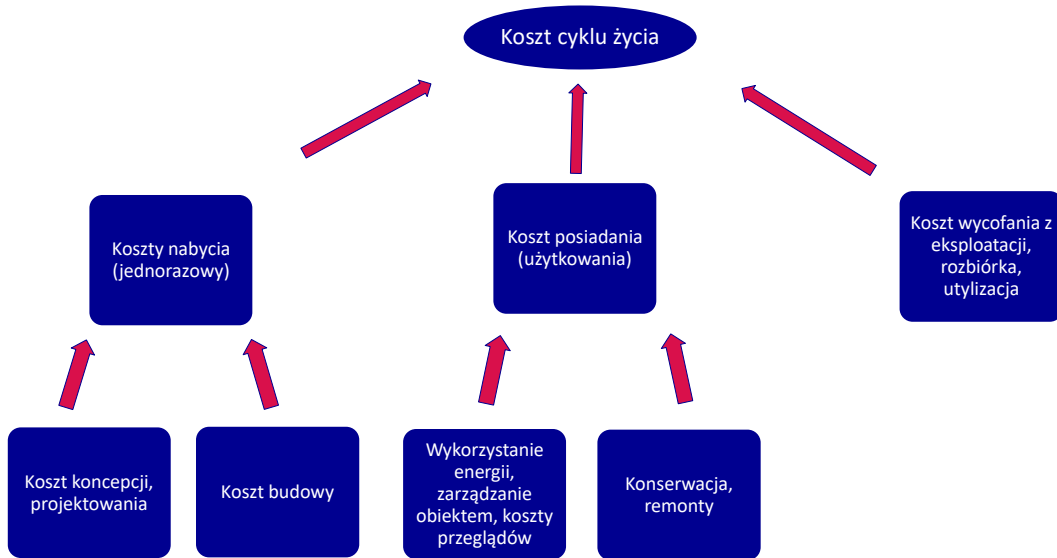 Koszt cyklu życia
Koszty nabycia
(jednorazowy)
Koszt posiadania
(użytkowania)
Koszt wycofania z
eksploatacji,
rozbiórka,
utylizacja
Koszt koncepcji,
projektowania
Koszt budowy
Wykorzystanie
energii,
zarządzanie
obiektem, koszty
przeglądów
Konserwacja,
remonty